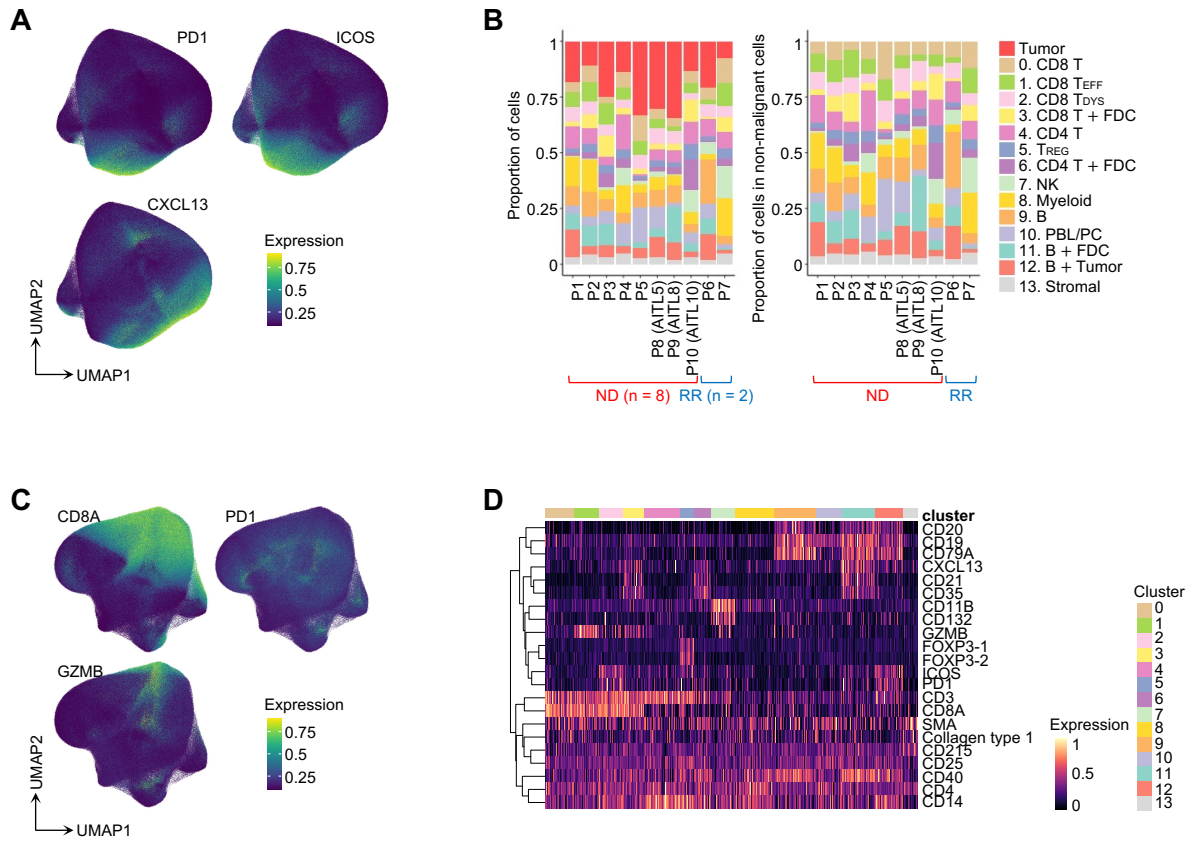 A
PD1
ICOS
CXCL13
Expression
0.75
0.5
0.25
UMAP2
UMAP1
B
Proportion of cells
1
0.75
0.5
0.25
0
P1
P2
P3
P4
P5
P8 (AITL5)
P9 (AITL8)
P10 (AITL10)
P6
P7
ND (n = 8)
RR (n = 2)
Proportion of cells in non-malignant cells
1
0.75
0.5
0.25
0
P1
P2
P3
P4
P5
P8 (AITL5)
P9 (AITL8)
P10 (AITL10)
P6
P7
ND
RR
Tumor
0. CD8 T
1. CD8 TEFF
2. CD8 TDYS
3. CD8 T + FDC
4. CD4 T
5. TREG
6. CD4 T + FDC
7. NK
8. Myeloid
9. B
10. PBL/PC
11. B + FDC
12. B + Tumor
13. Stromal
C
CD8A
PD1
GZMB
Expression
0.75
0.5
0.25
UMAP2
UMAP1
D
cluster
CD20
CD19
CD79A
CXCL13
CD21
CD35
CD11B
CD132
GZMB
FOXP3-1
FOXP3-2
ICOS
PD1
CD3
CD8A
SMA
Collagen type 1
CD215
CD25
CD40
CD4
CD14
Expression
1
0.5
0
Cluster
0
1
2
3
4
5
6
7
8
9
10
11
12
13